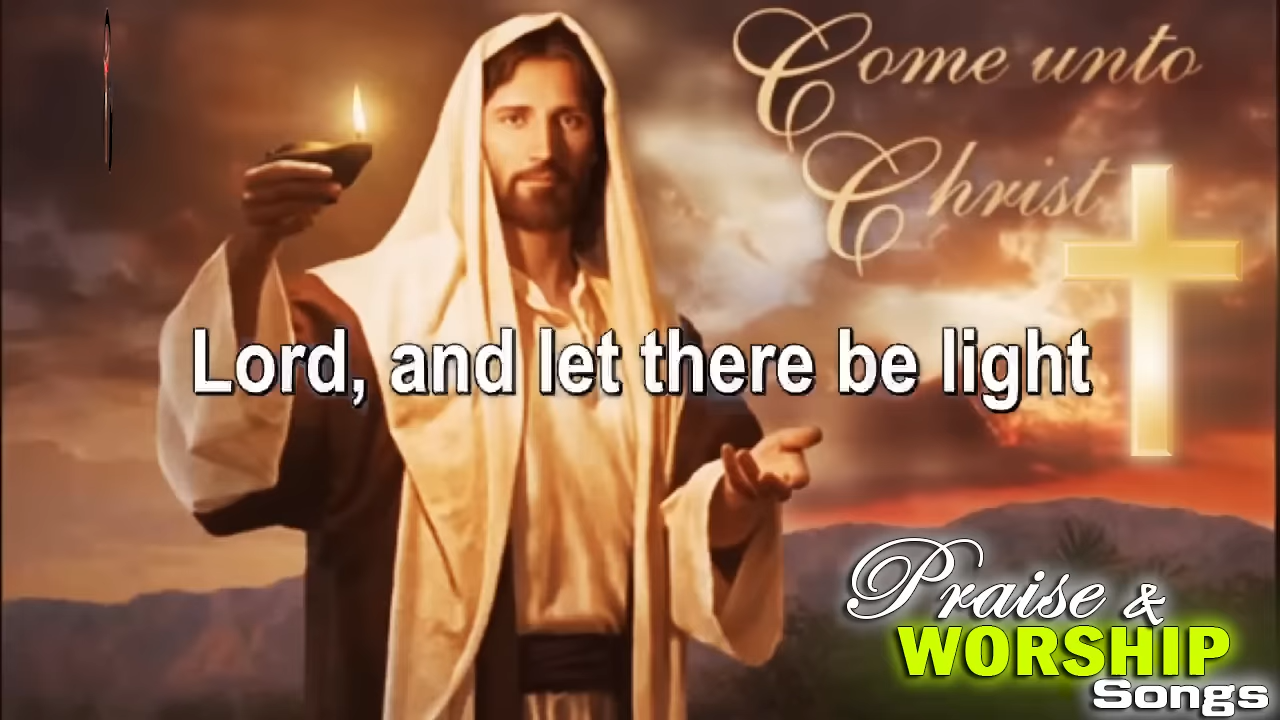 Come unto
Christ
Lord, and let there be light
Praise &
WORSHIP
Songs